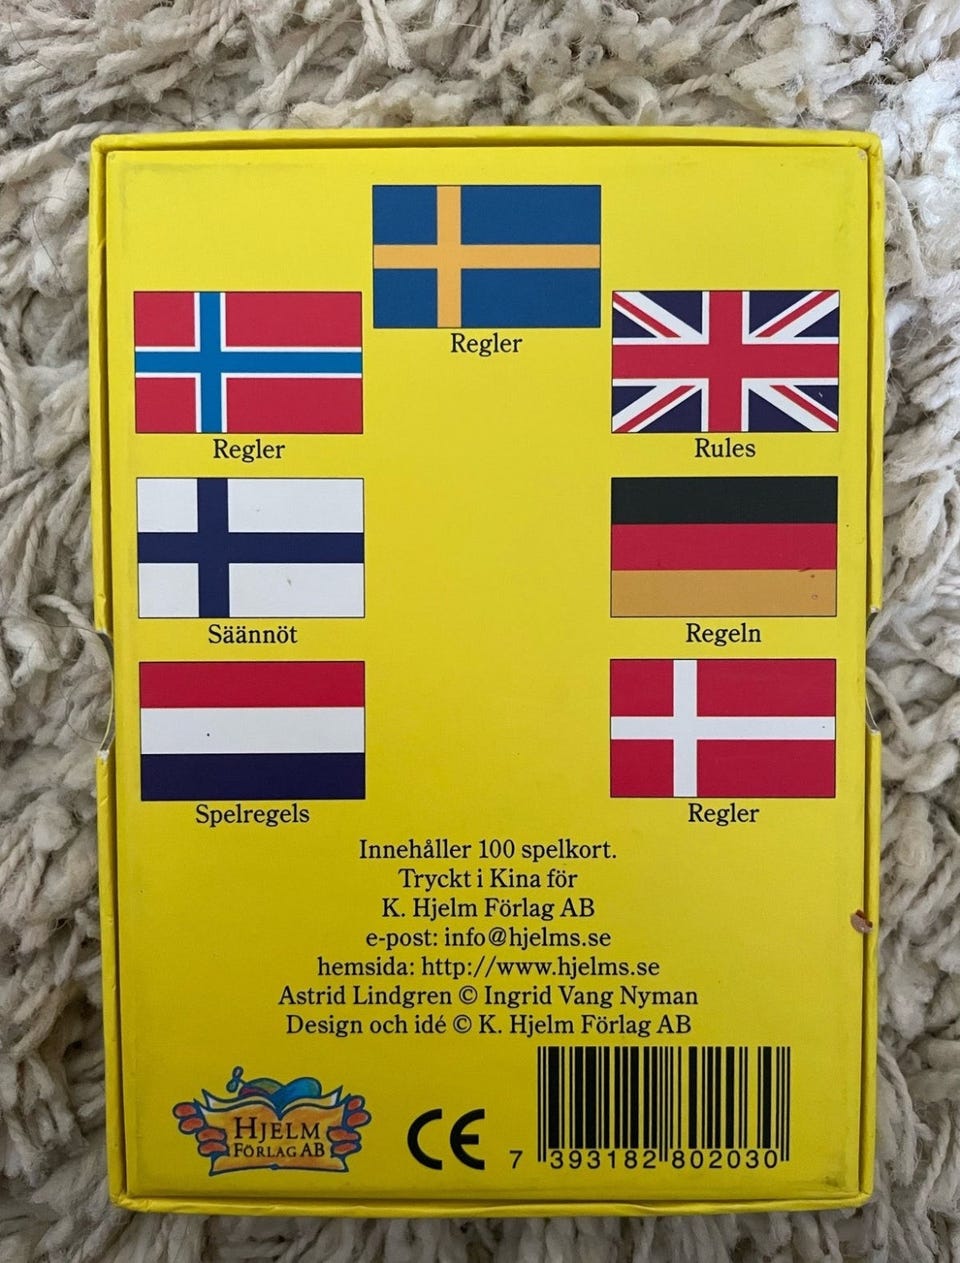 Regler
Regler
Rules
Säännöt
Regeln
Spelregels
Regler
Innehåller 100 spelkort.
Tryckt i Kina för
K. Hjelm Förlag AB
e-post: info@hjelms.se
hemsida: http://www.hjelms.se
Astrid Lindgren © Ingrid Vang Nyman
Design och idé © K. Hjelm Förlag AB
HJELM
FÖRLAG AB
CE
7 393182 802030